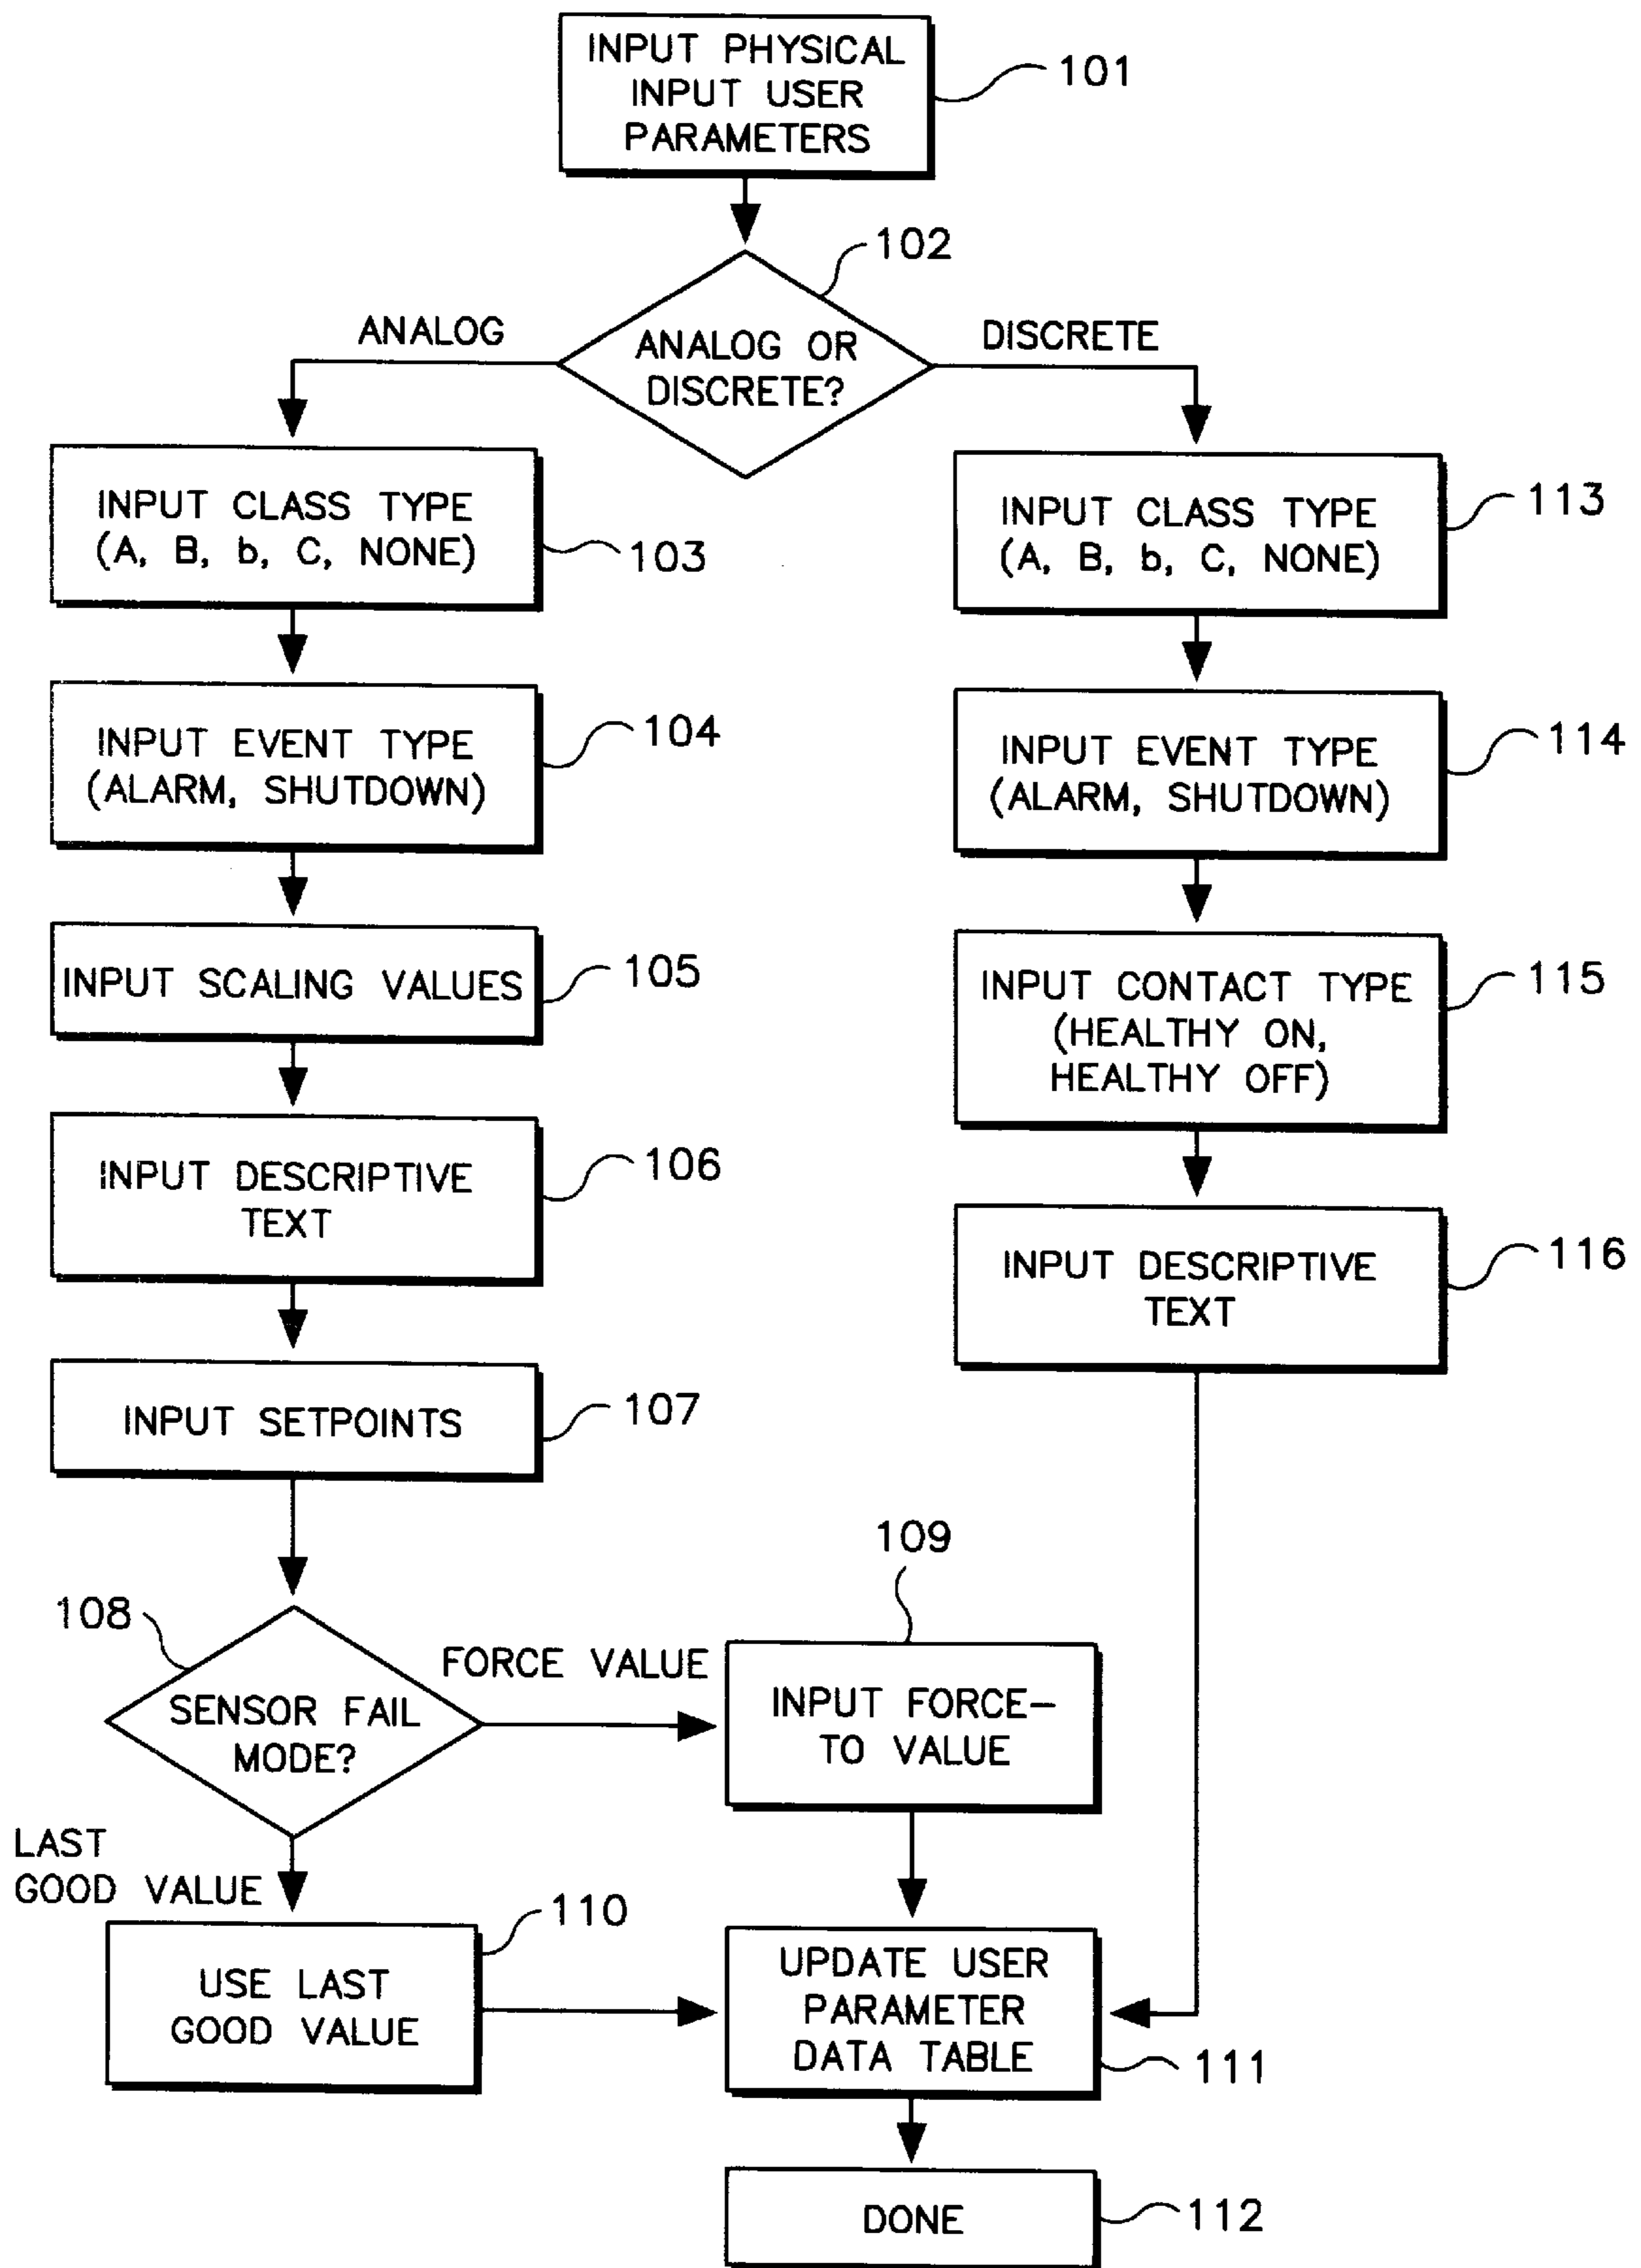 INPUT PHYSICAL
INPUT USER
PARAMETERS
101
102
ANALOG
ANALOG OR
DISCRETE?
DISCRETE
INPUT CLASS TYPE
(A, B, b, C, NONE)
103
INPUT CLASS TYPE
(A, B, b, C, NONE)
113
INPUT EVENT TYPE
(ALARM, SHUTDOWN)
104
INPUT EVENT TYPE
(ALARM, SHUTDOWN)
114
INPUT SCALING VALUES
105
INPUT CONTACT TYPE
(HEALTHY ON,
HEALTHY OFF)
115
INPUT DESCRIPTIVE
TEXT
106
INPUT DESCRIPTIVE
TEXT
116
INPUT SETPOINTS
107
108
SENSOR FAIL
MODE?
FORCE VALUE
109
INPUT FORCE-
TO VALUE
LAST
GOOD VALUE
110
USE LAST
GOOD VALUE
UPDATE USER
PARAMETER
DATA TABLE
111
DONE
112